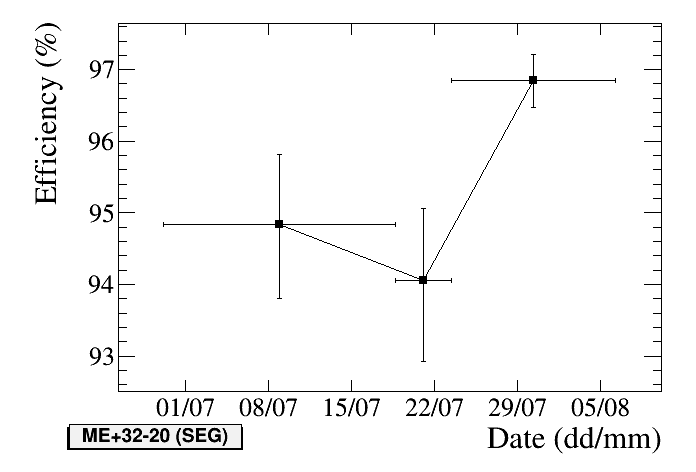 Efficiency (%)
97
96
95
94
93
01/07 08/07 15/07 22/07 29/07 05/08
ME+32-20 (SEG)
Date (dd/mm)